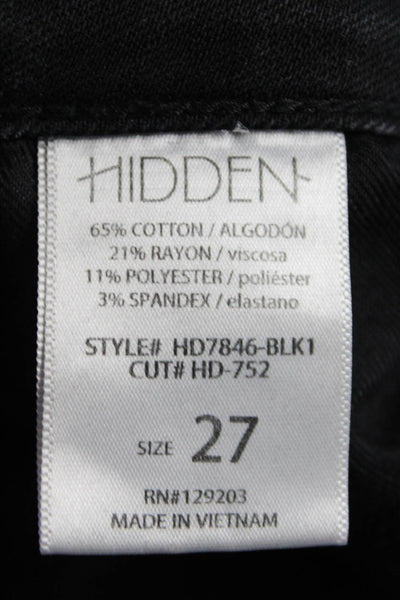 HIDDEN
65% COTTON / ALGODÓN
21% RAYON / viscosa
11% POLYESTER / poliéster
3% SPANDEX / elastano
STYLE# HD7846-BLK1
CUT# HD-752
SIZE 27
RN#129203
MADE IN VIETNAM